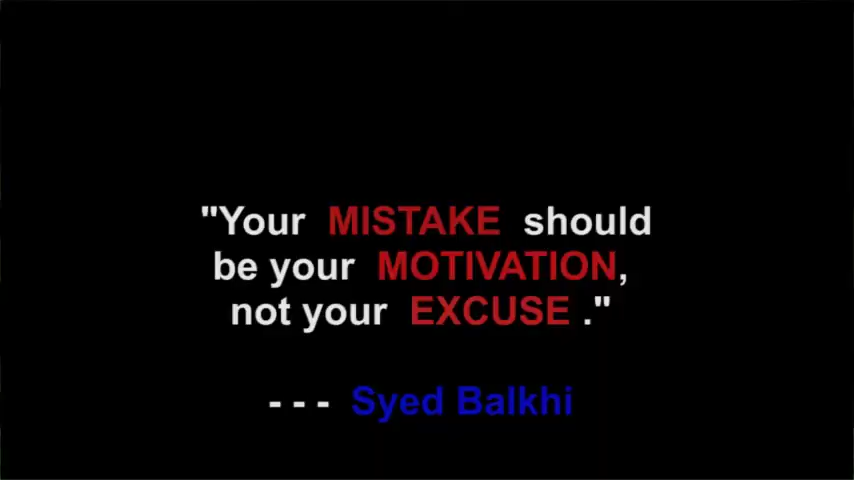 "Your MISTAKE should
be your MOTIVATION,
not your EXCUSE ."
- - - Syed Balkhi